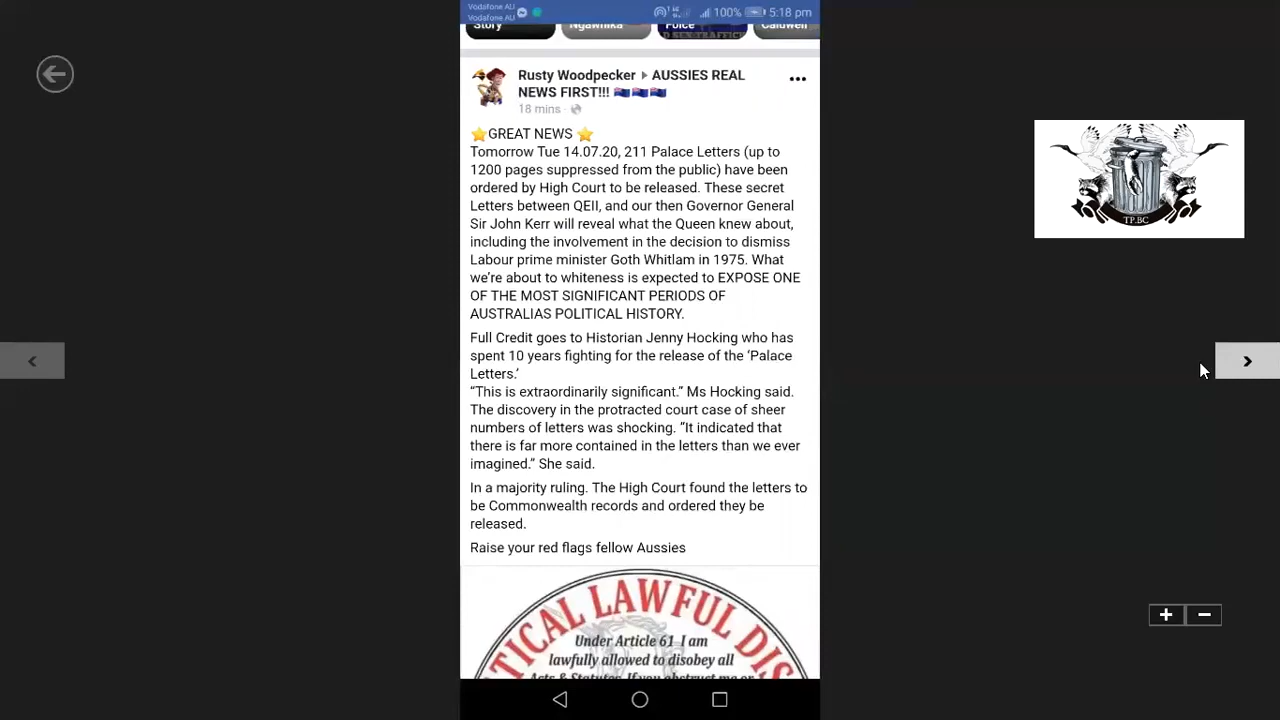 Vodafone AU
Vodafone AU
100%
5:18 pm
Story
Ngawhika
Police
Caldwell
D SEX TRAFFICK
Rusty Woodpecker ▸ AUSSIES REAL
NEWS FIRST!!!
18 mins ·
⭐GREAT NEWS ⭐
Tomorrow Tue 14.07.20, 211 Palace Letters (up to
1200 pages suppressed from the public) have been
ordered by High Court to be released. These secret
Letters between QEII, and our then Governor General
Sir John Kerr will reveal what the Queen knew about,
including the involvement in the decision to dismiss
Labour prime minister Goth Whitlam in 1975. What
we're about to whiteness is expected to EXPOSE ONE
OF THE MOST SIGNIFICANT PERIODS OF
AUSTRALIAS POLITICAL HISTORY.
Full Credit goes to Historian Jenny Hocking who has
spent 10 years fighting for the release of the ‘Palace
Letters.’
“This is extraordinarily significant.” Ms Hocking said.
The discovery in the protracted court case of sheer
numbers of letters was shocking. “It indicated that
there is far more contained in the letters than we ever
imagined.” She said.
In a majority ruling. The High Court found the letters to
be Commonwealth records and ordered they be
released.
Raise your red flags fellow Aussies
TICAL LAWFUL DIS
Under Article 61 I am
lawfully allowed to disobey all
Acts & Statutes. If you obstruct me or
TP.BC